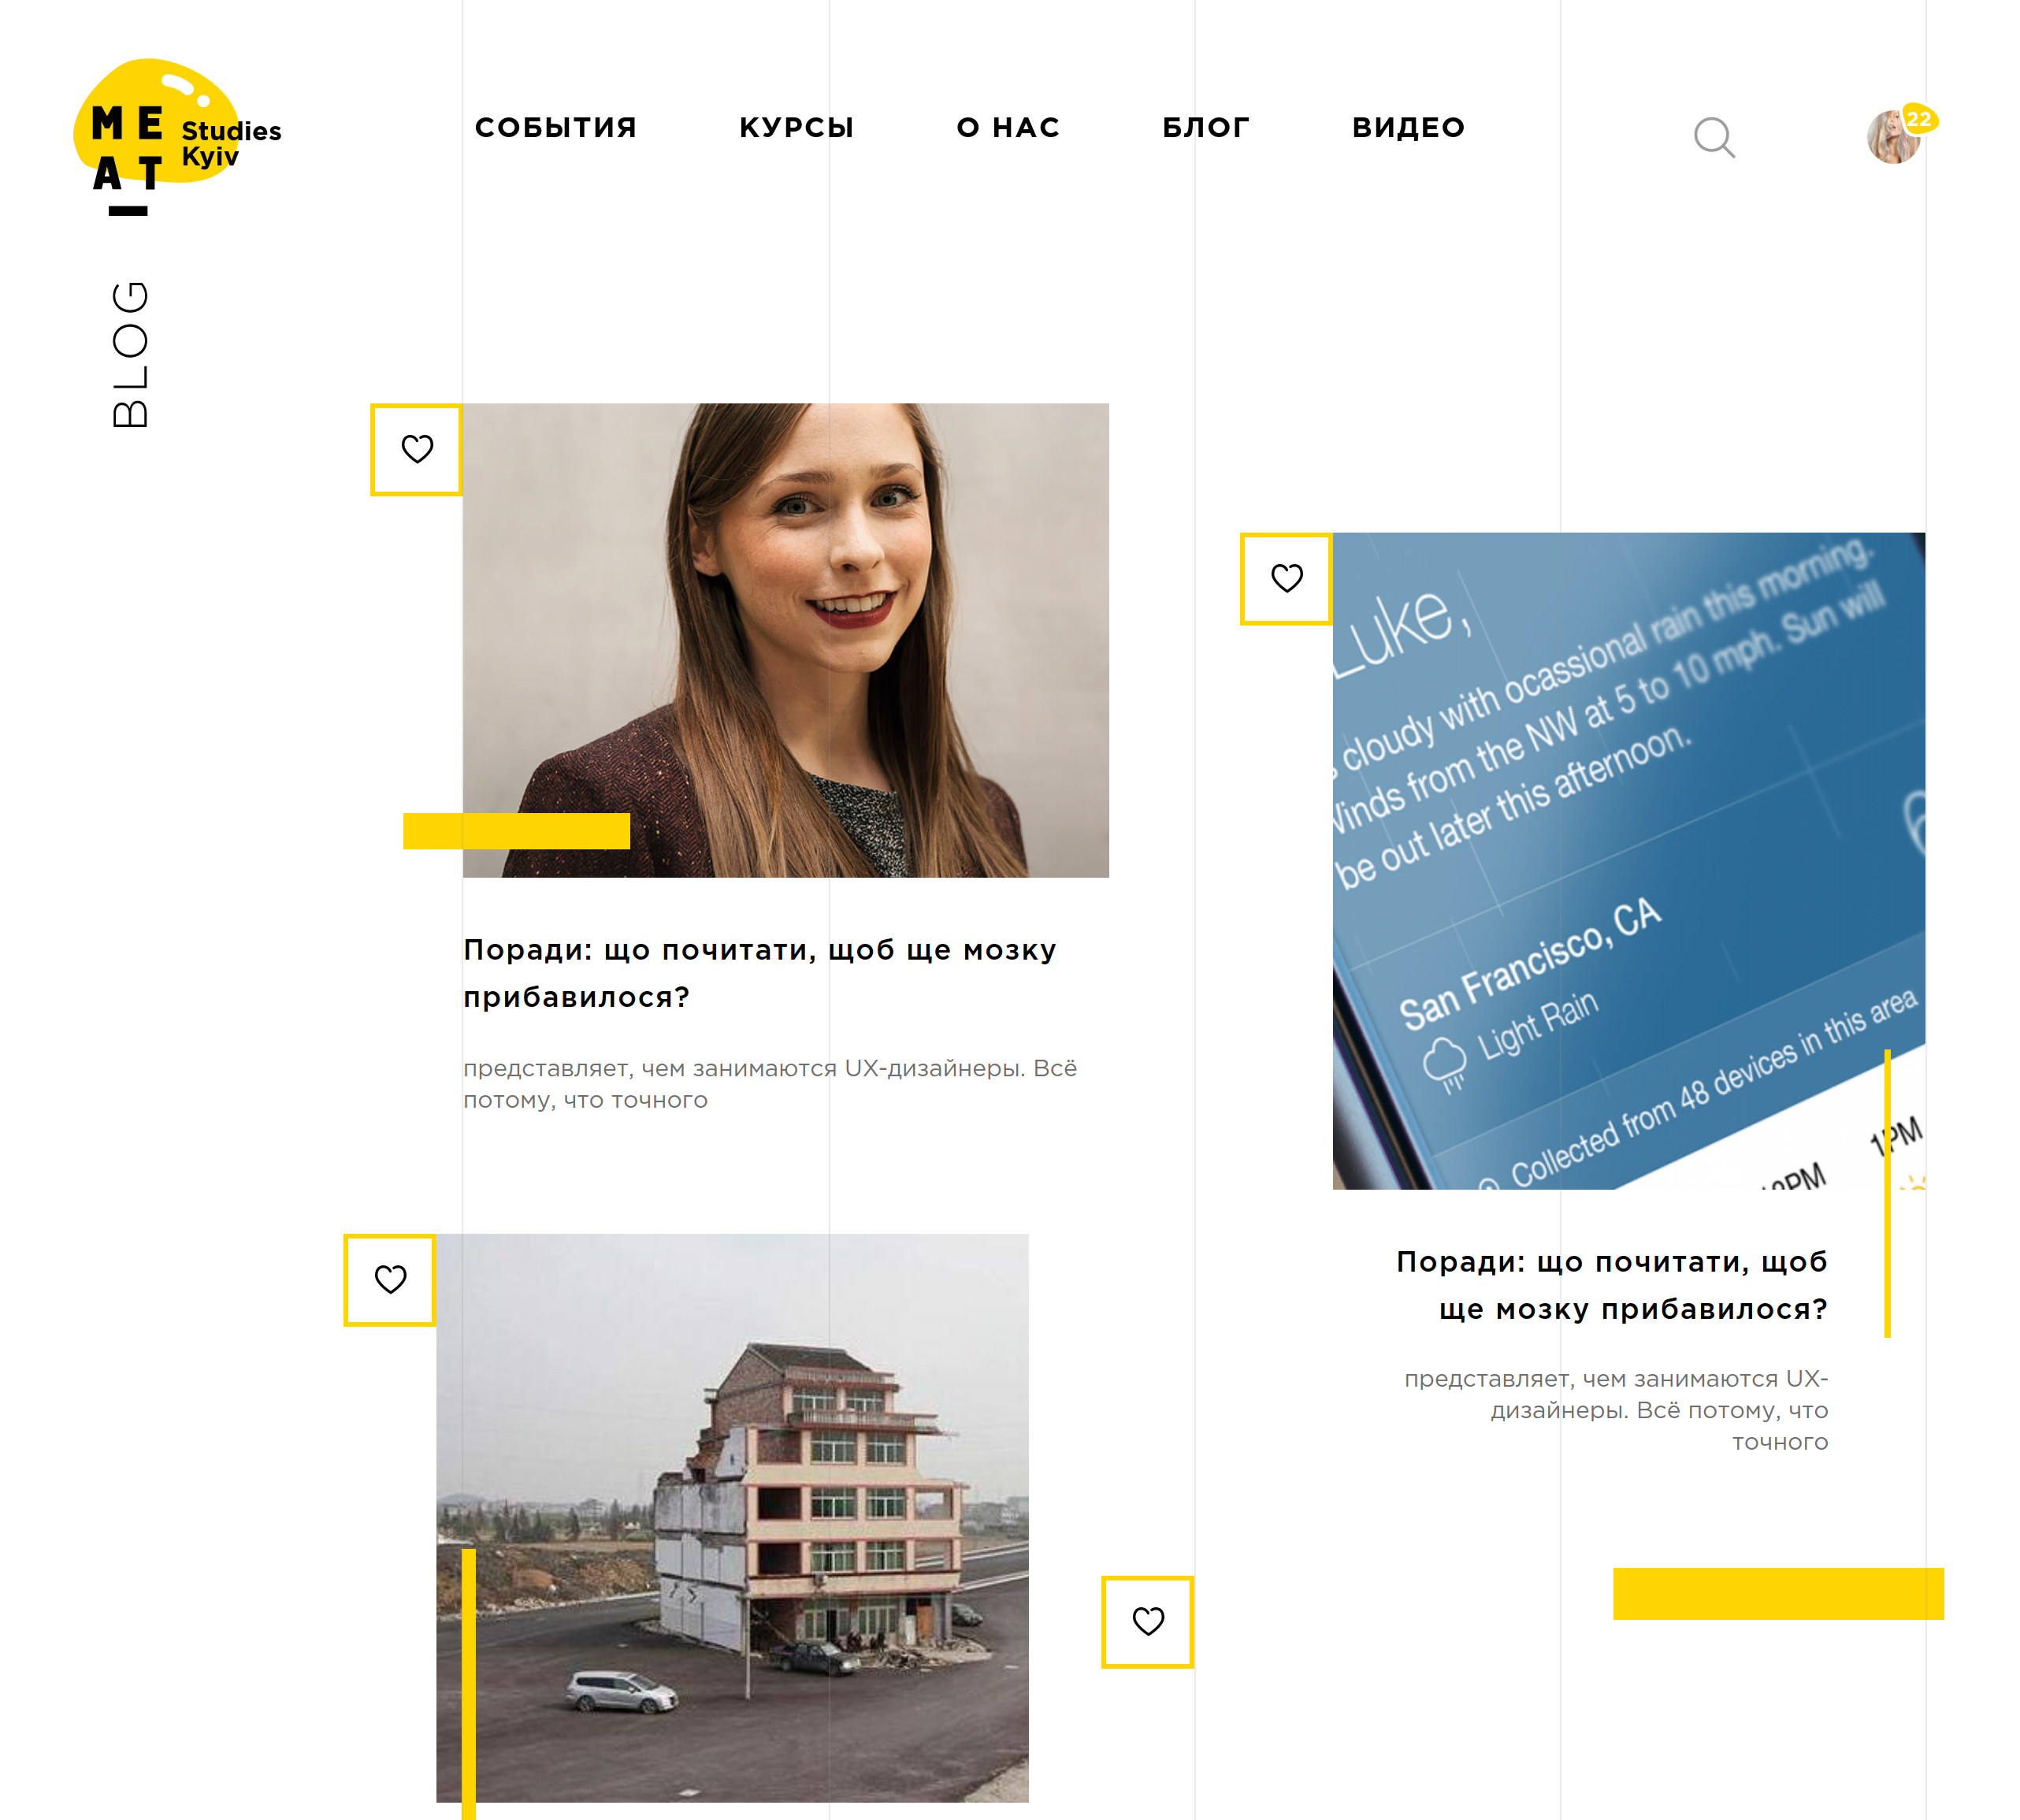 ME
AT
Studies
Kyiv
СОБЫТИЯ
КУРСЫ
О НАС
БЛОГ
ВИДЕО
22
BLOG
Поради: що почитати, щоб ще мозку
прибавилося?
представляет, чем занимаются UX-дизайнеры. Всё
потому, что точного
Luke,
cloudy with ocassional rain this morning.
Winds from the NW at 5 to 10 mph. Sun will
be out later this afternoon.
San Francisco, CA
Light Rain
Collected from 48 devices in this area
1PM
Поради: що почитати, щоб
ще мозку прибавилося?
представляет, чем занимаются UX-
дизайнеры. Всё потому, что
точного